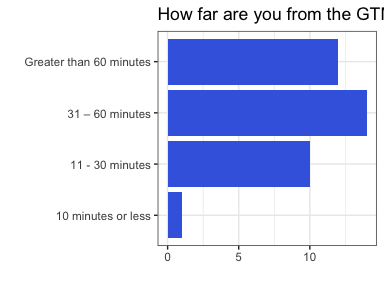 How far are you from the GTM
Greater than 60 minutes
31 – 60 minutes
11 - 30 minutes
10 minutes or less
0 5 10